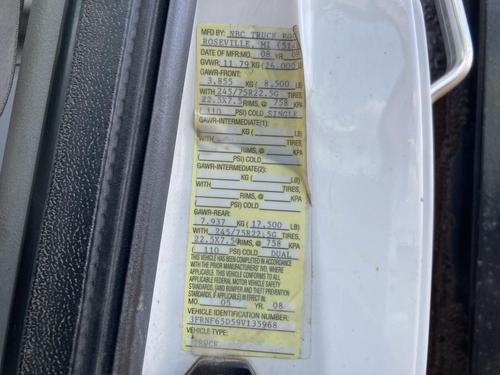 MFD BY: NBC TRUCK
ROSEVILLE, MI (51
DATE OF MFR: MO. 08 YR.
GVWR: 11.79 KG (26,000
GAWR-FRONT:
3,855 KG ( 8,500 LB)
WITH 245/75R22.5G TIRES,
22.5X7.5 RIMS, @ 758 KPA
( 110 PSI) COLD SINGLE
GAWR-INTERMEDIATE(1):
KG ( LB)
WITH TIRES,
RIMS, @ KPA
( PSI) COLD
GAWR-INTERMEDIATE(2):
KG ( LB)
WITH TIRES,
RIMS, @ KPA
( PSI) COLD
GAWR-REAR:
7,937 KG ( 17,500 LB)
WITH 245/75R22.5G TIRES,
22.5X7.50 RIMS, @ 758 KPA
( 110 PSI) COLD DUAL
THIS VEHICLE HAS BEEN COMPLETED IN ACCORDANCE
WITH THE PRIOR MANUFACTURERS' IVD, WHERE
APPLICABLE. THIS VEHICLE CONFORMS TO ALL
APPLICABLE FEDERAL MOTOR VEHICLE SAFETY
STANDARDS, (AND BUMPER AND THEFT PREVENTION
STANDARDS, IF APPLICABLE) IN EFFECT IN
MO. 05 YR. 08
VEHICLE IDENTIFICATION NUMBER:
3FRNF65D59V135968
VEHICLE TYPE:
TRUCK